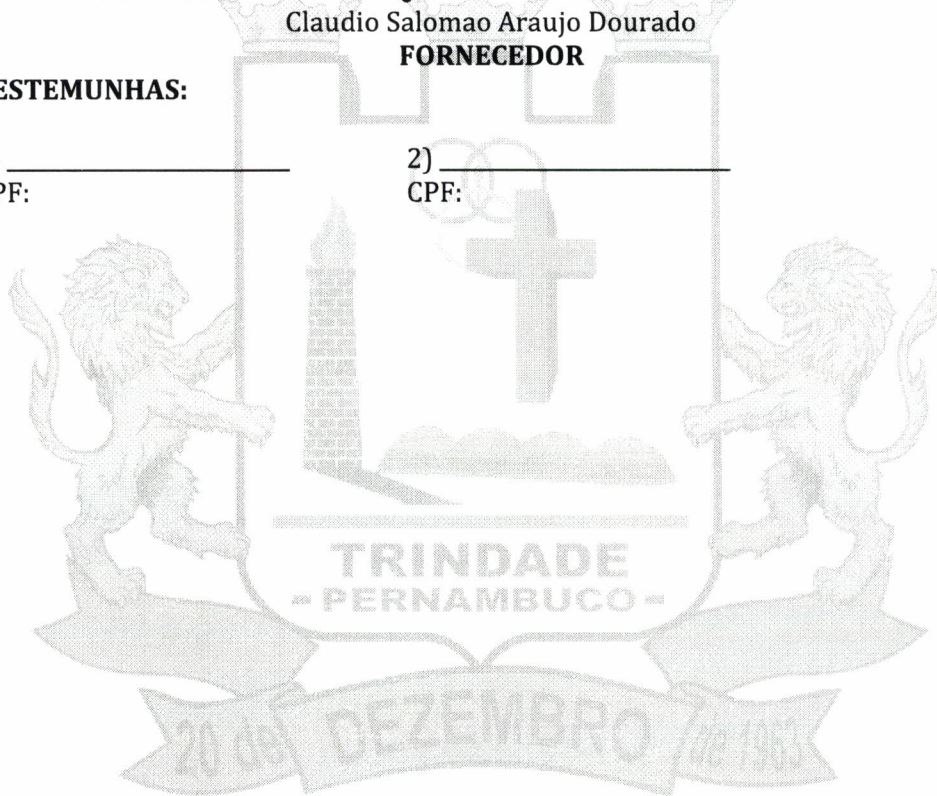 Claudio Salomao Araujo Dourado
FORNECEDOR
ESTEMUNHAS:
2)
PF:
CPF:
TRINDADE
- PERNAMBUCO -
20 de DEZEMBRO de 1963